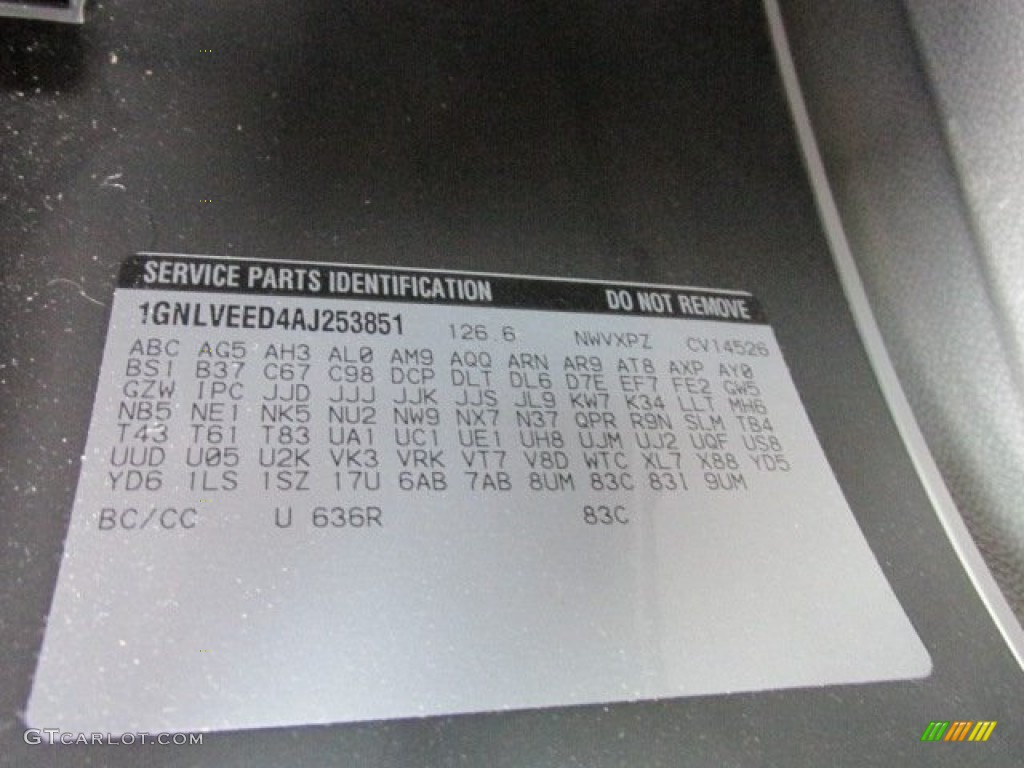 SERVICE PARTS IDENTIFICATION DO NOT REMOVE
1GNLVEED4AJ253851 126.6 NWVXPZ CV14526
ABC AG5 AH3 AL0 AM9 AQQ ARN AR9 AT8 AXP AY0
BS1 B37 C67 C98 DCP DLT DL6 D7E EF7 FE2 GW5
GZW IPC JJD JJJ JJK JJS JL9 KW7 K34 LLT MH6
NB5 NE1 NK5 NU2 NW9 NX7 N37 QPR R9N SLM TB4
T43 T61 T83 UA1 UC1 UE1 UH8 UJM UJ2 UQF US8
UUD U05 U2K VK3 VRK VT7 V8D WTC XL7 X88 YD5
YD6 1LS 1SZ 17U 6AB 7AB 8UM 83C 831 9UM
BC/CC U 636R 83C
GTCARLOT.COM